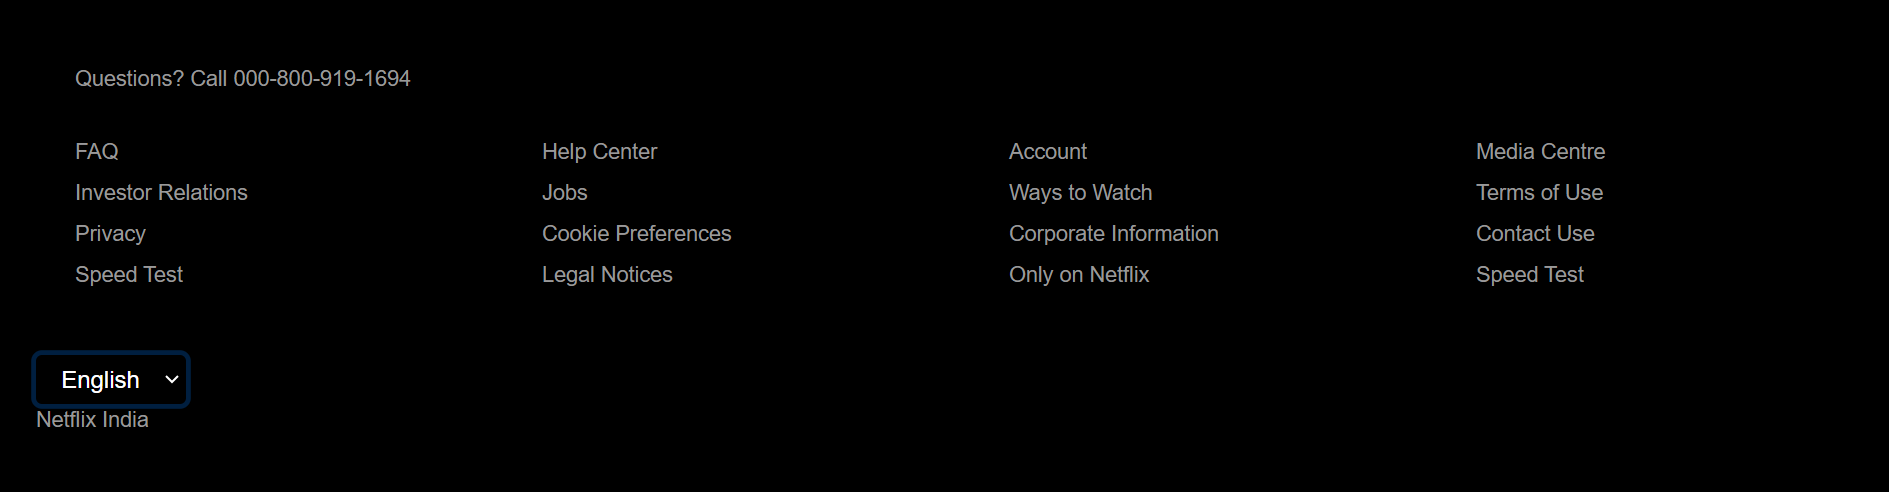 Questions? Call 000-800-919-1694
FAQ
Help Center
Account
Media Centre
Investor Relations
Jobs
Ways to Watch
Terms of Use
Privacy
Cookie Preferences
Corporate Information
Contact Use
Speed Test
Legal Notices
Only on Netflix
Speed Test
English
Netflix India